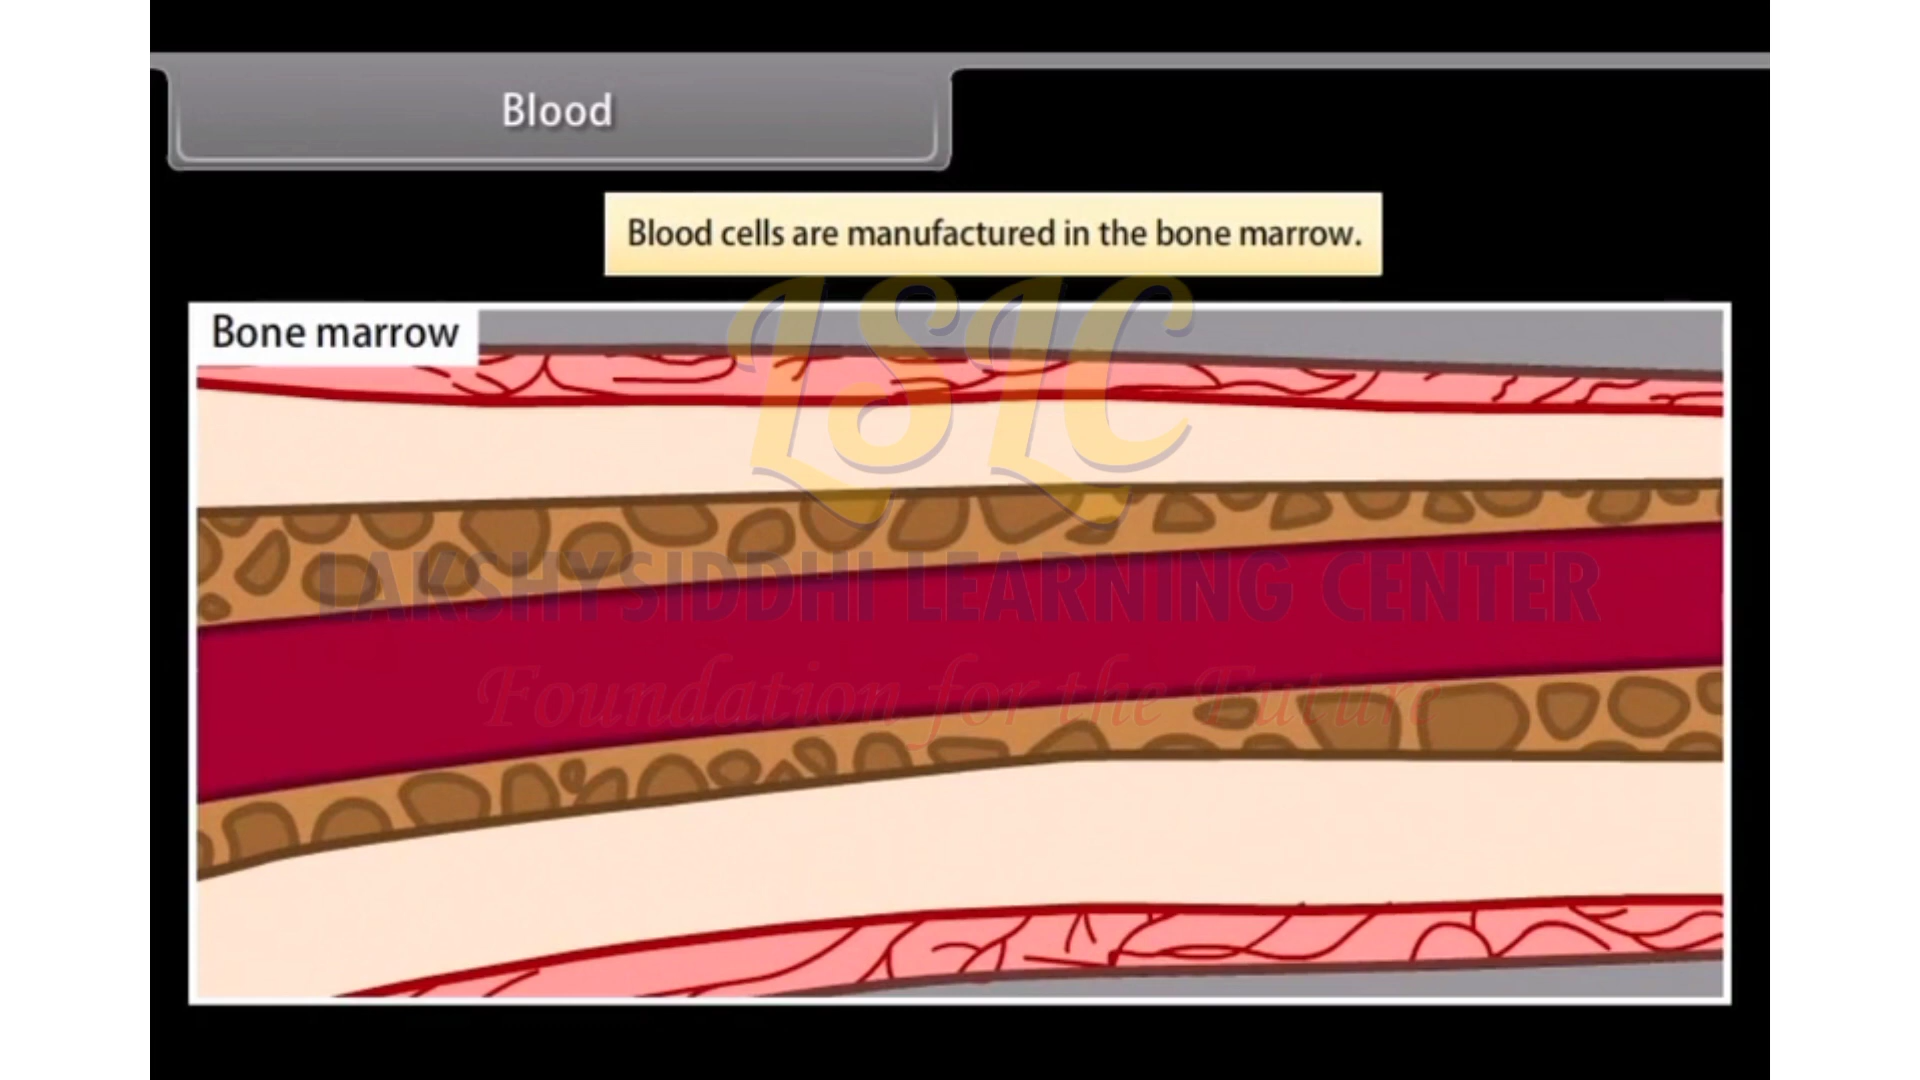 Blood
Blood cells are manufactured in the bone marrow.
Bone marrow
LSLC
LAKSHYSIDDHI LEARNING CENTER
Foundation for the Future